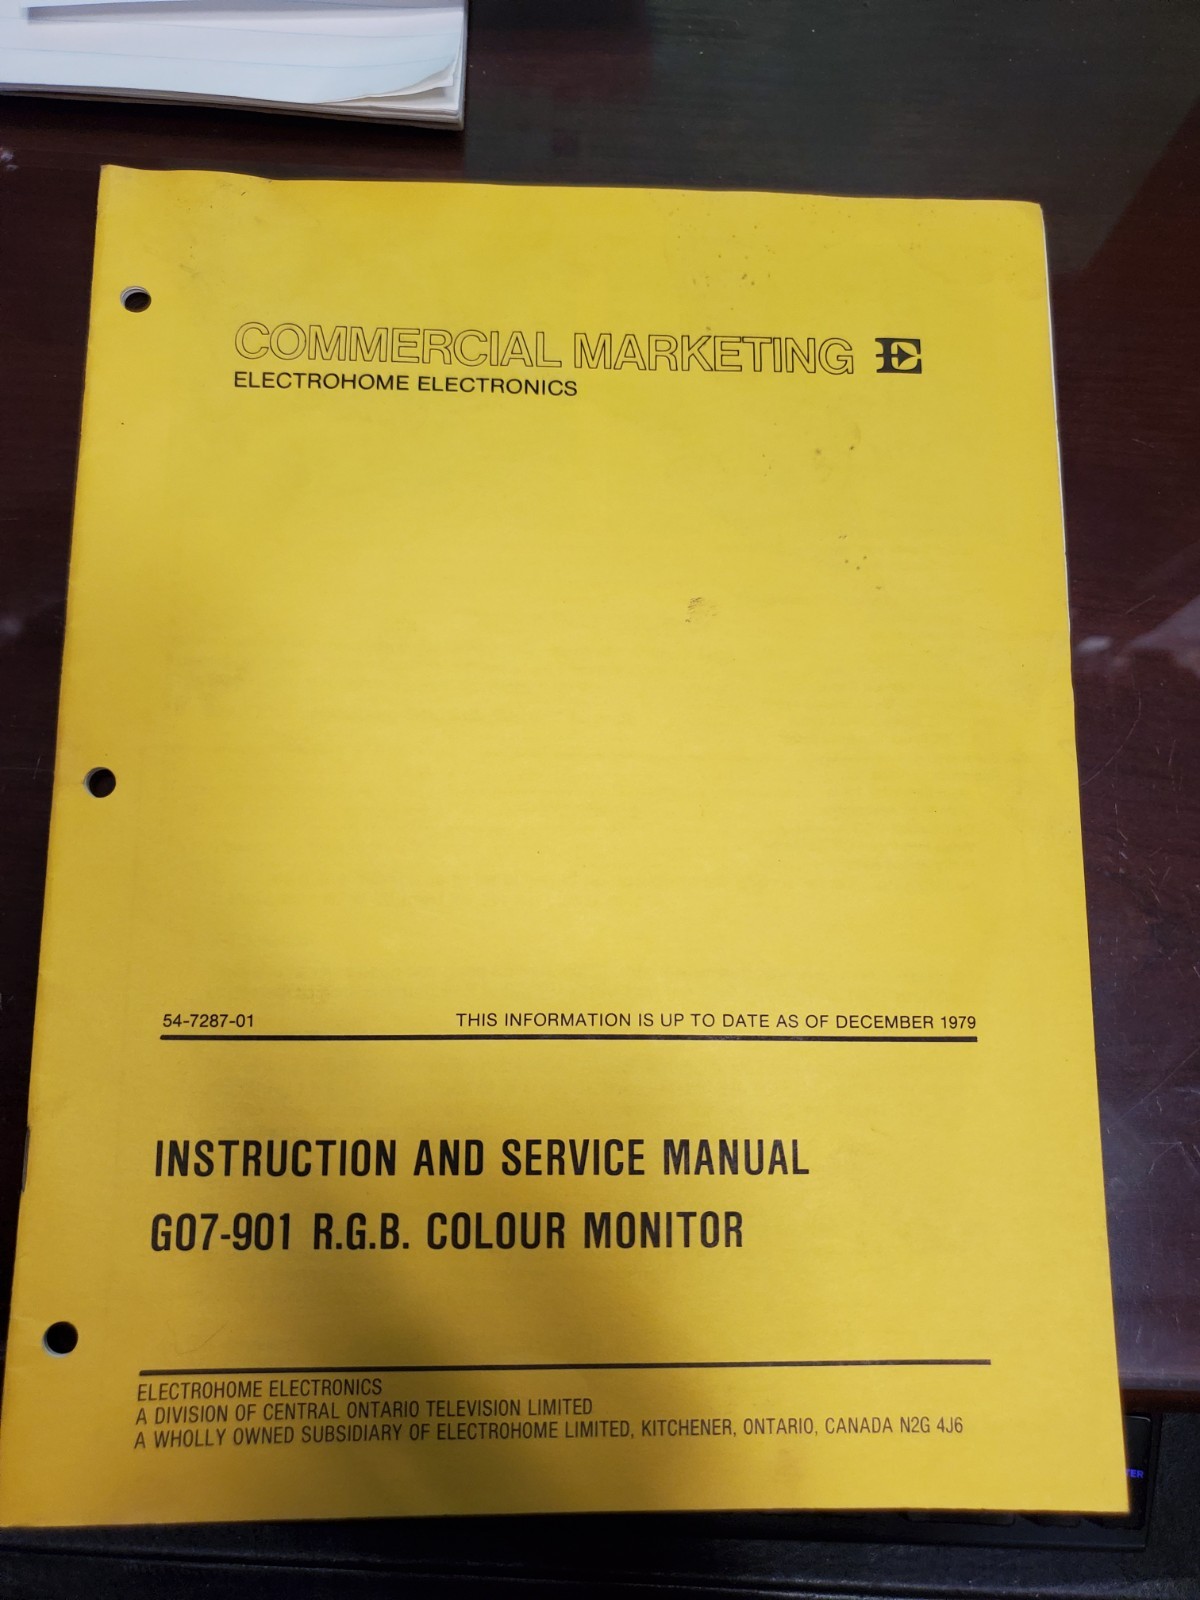 COMMERCIAL MARKETING E
ELECTROHOME ELECTRONICS
54-7287-01 THIS INFORMATION IS UP TO DATE AS OF DECEMBER 1979
INSTRUCTION AND SERVICE MANUAL
G07-901 R.G.B. COLOUR MONITOR
ELECTROHOME ELECTRONICS
A DIVISION OF CENTRAL ONTARIO TELEVISION LIMITED
A WHOLLY OWNED SUBSIDIARY OF ELECTROHOME LIMITED, KITCHENER, ONTARIO, CANADA N2G 4J6